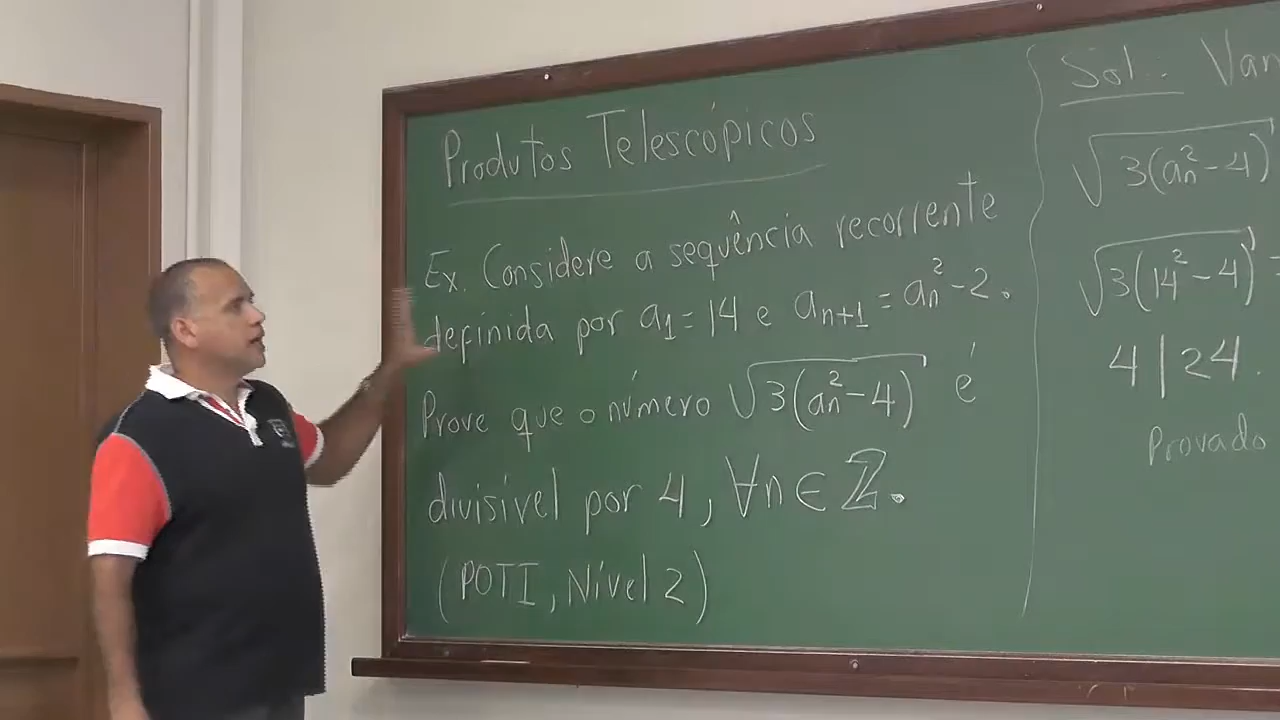 Produtos Telescópicos
Ex. Considere a sequência recorrente
definida por a₁ = 14 e aₙ₊₁ = aₙ² - 2.
Prove que o número √3(aₙ² - 4) é
divisível por 4, ∀n ∈ ℤ.
(POTI, Nível 2)
Sol.:
√3(aₙ² - 4)
√3(14² - 4) =
4 | 24.
Provado